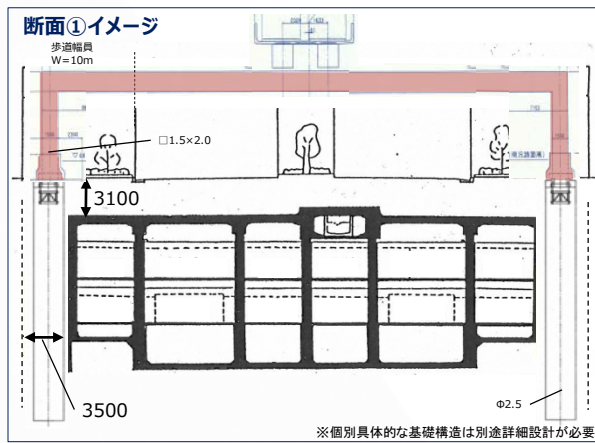 断面①イメージ
歩道幅員
W=10m
□1.5×2.0
3100
3500
Φ2.5
※個別具体的な基礎構造は別途詳細設計が必要